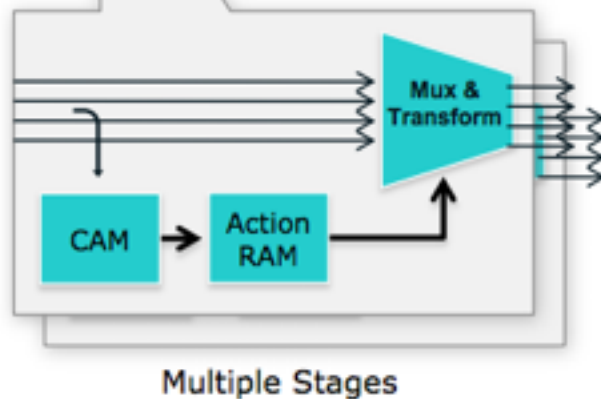 Mux &
Transform
CAM
Action
RAM
Multiple Stages